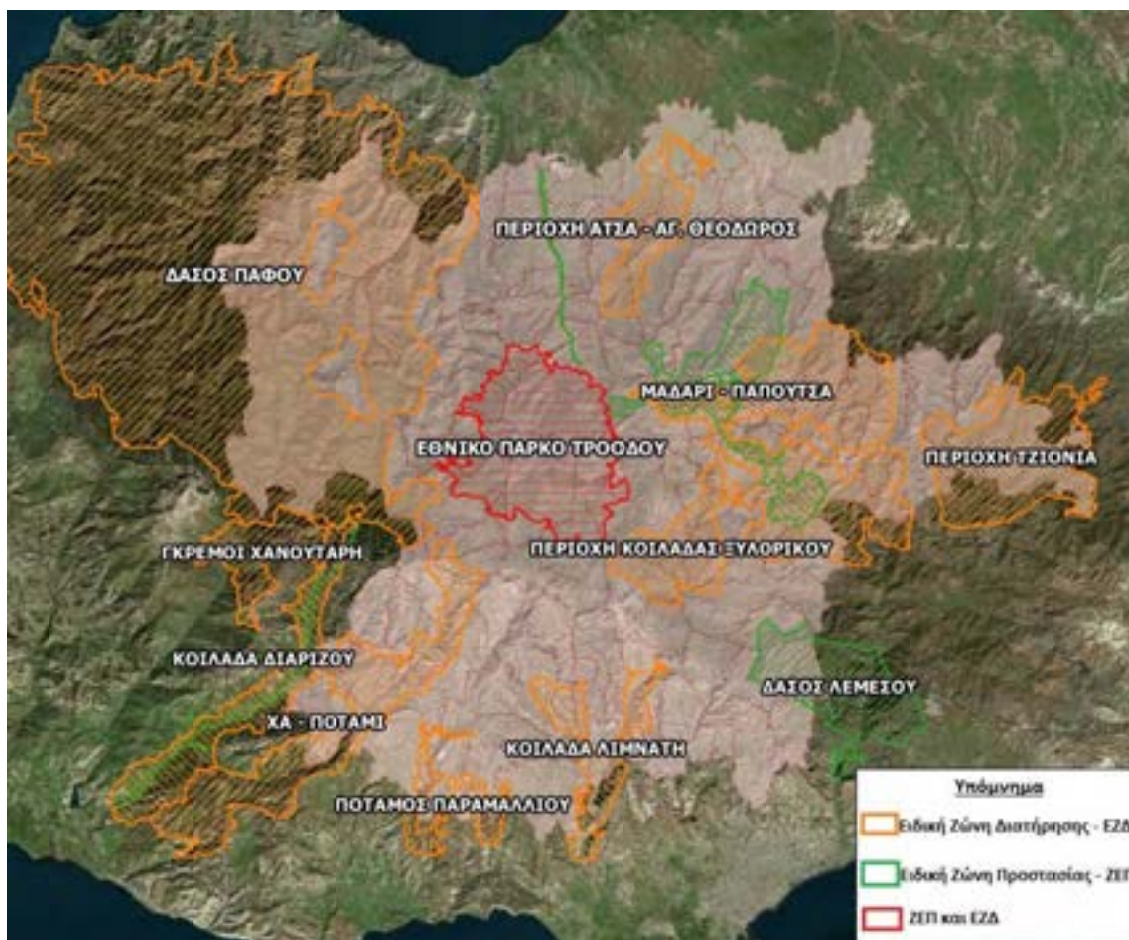 ΠΕΡΙΟΧΗ ΑΤΣΑ - ΑΓ. ΘΕΟΔΩΡΟΣ
ΔΑΣΟΣ ΠΑΦΟΥ
ΜΑΔΑΡΙ - ΠΑΠΟΥΤΣΑ
ΕΘΝΙΚΟ ΠΑΡΚΟ ΤΡΟΟΔΟΥ
ΠΕΡΙΟΧΗ ΤΖΙΟΝΙΑ
ΓΚΡΕΜΟΙ ΧΑΝΟΥΤΑΡΗ
ΠΕΡΙΟΧΗ ΚΟΙΛΑΔΑΣ ΞΥΛΟΡΙΚΟΥ
ΚΟΙΛΑΔΑ ΔΙΑΡΙΖΟΥ
ΔΑΣΟΣ ΛΕΜΕΣΟΥ
ΧΑ - ΠΟΤΑΜΙ
ΚΟΙΛΑΔΑ ΛΙΜΝΑΤΗ
ΠΟΤΑΜΟΣ ΠΑΡΑΜΑΛΛΙΟΥ
Υπόμνημα
Ειδική Ζώνη Διατήρησης - ΕΖΔ
Ειδική Ζώνη Προστασίας - ΖΕΠ
ΖΕΠ και ΕΖΔ